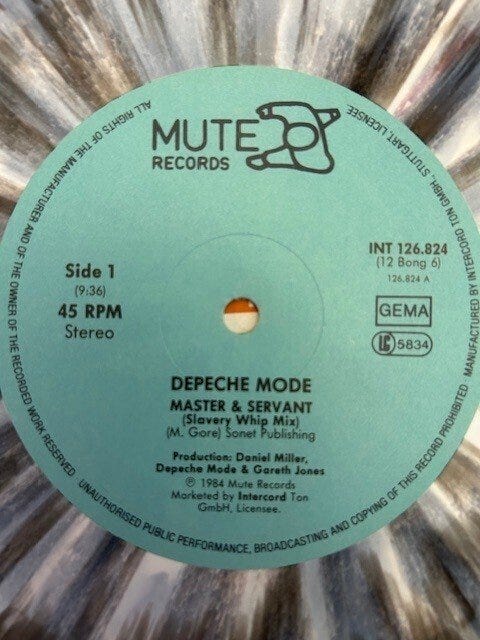 MUTE
RECORDS
INT 126.824
(12 Bong 6)
126.824 A
Side 1
(9:36)
45 RPM
Stereo
GEMA
LC 5834
DEPECHE MODE
MASTER & SERVANT
(Slavery Whip Mix)
(M. Gore) Sonet Publishing
Production: Daniel Miller,
Depeche Mode & Gareth Jones
℗ 1984 Mute Records
Marketed by Intercord Ton
GmbH, Licensee.
ALL RIGHTS OF THE MANUFACTURER AND OF THE OWNER OF THE RECORDED WORK RESERVED
UNAUTHORISED PUBLIC PERFORMANCE, BROADCASTING AND COPYING OF THIS RECORD PROHIBITED
MANUFACTURED BY INTERCORD TON GMBH., STUTTGART, LICENSEE.